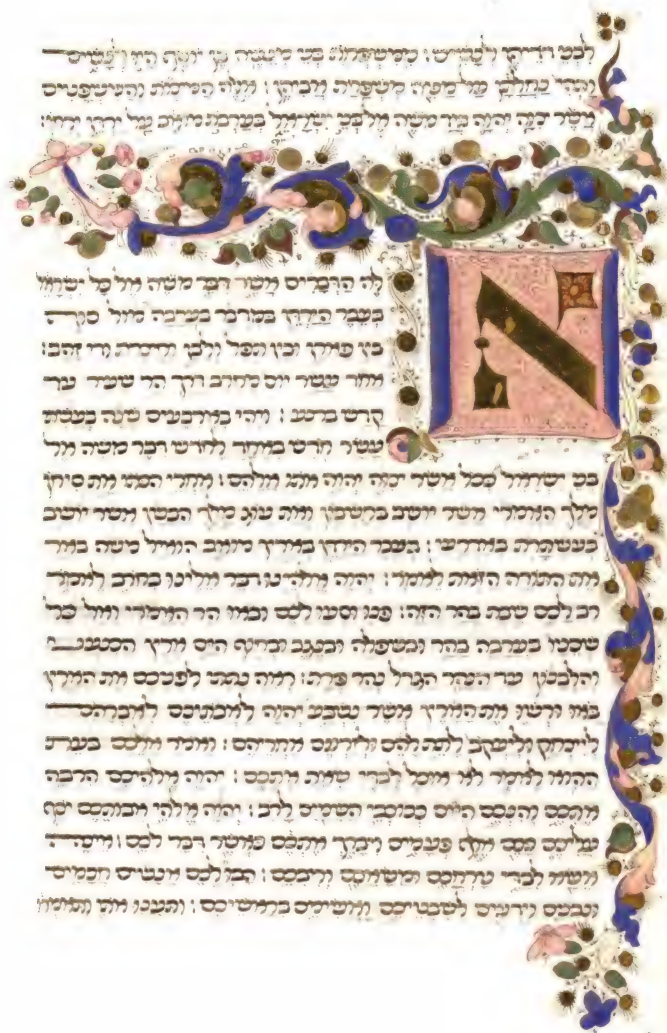 לבני דדיהן לנשים: ממשפחות בני מנשה בן יוסף היו לנשים
ותהי נחלתן על מטה משפחת אביהן: אלה המצות והמשפטים
אשר צוה יהוה ביד משה אל בני ישראל בערבת מואב על ירדן ירחו:
א
לה הדברים אשר דבר משה אל כל ישראל
בעבר הירדן במדבר בערבה מול סוף
בין פארן ובין תפל ולבן וחצרת ודי זהב:
אחד עשר יום מחרב דרך הר שעיר עד
קדש ברנע: ויהי בארבעים שנה בעשתי
עשר חדש באחד לחדש דבר משה אל
בני ישראל ככל אשר צוה יהוה אתו אלהם: אחרי הכתו את סיחן
מלך האמרי אשר יושב בחשבון ואת עוג מלך הבשן אשר יושב
בעשתרת באדרעי: בעבר הירדן בארץ מואב הואיל משה באר
את התורה הזאת לאמר: יהוה אלהינו דבר אלינו בחרב לאמר
רב לכם שבת בהר הזה: פנו וסעו לכם ובאו הר האמרי ואל כל
שכניו בערבה בהר ובשפלה ובנגב ובחוף הים ארץ הכנעני
והלבנון עד הנהר הגדל נהר פרת: ראה נתתי לפניכם את הארץ
באו ורשו את הארץ אשר נשבע יהוה לאבתיכם לאברהם
ליצחק וליעקב לתת להם ולזרעם אחריהם: ואמר אלכם בעת
ההוא לאמר לא אוכל לבדי שאת אתכם: יהוה אלהיכם הרבה
אתכם והנכם היום ככוכבי השמים לרב: יהוה אלהי אבותכם יסף
עליכם ככם אלף פעמים ויברך אתכם כאשר דבר לכם: איכה
אשא לבדי טרחכם ומשאכם וריבכם: הבו לכם אנשים חכמים
ונבנים וידעים לשבטיכם ואשימם בראשיכם: ותענו אתי ותאמרו